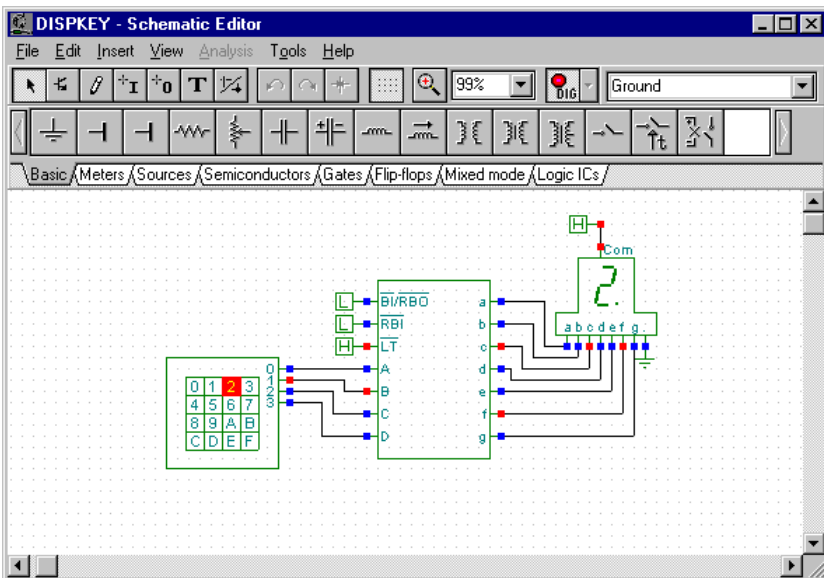 DISPKEY - Schematic Editor
File Edit Insert View Analysis Tools Help
I 0 T 99% DIG Ground
t
Basic Meters Sources Semiconductors Gates Flip-flops Mixed mode Logic ICs
H
Com
2.
a b c d e f g .
L BI/RBO a
L RBI b
H LT c
0 A d
1 B e
2 C f
3 D g
0 1 2 3
4 5 6 7
8 9 A B
C D E F